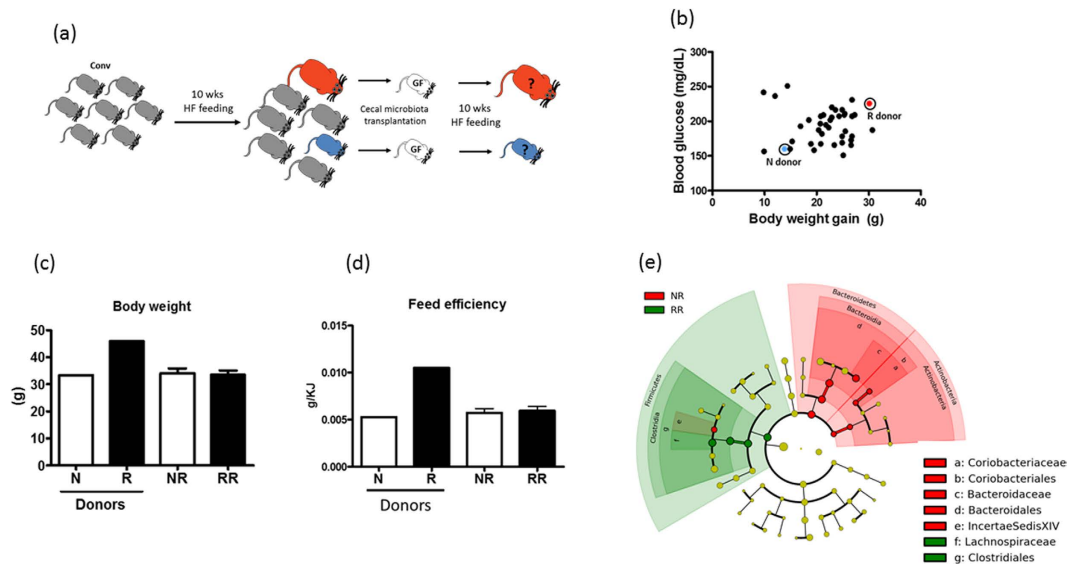 (a)
Conv
10 wks
HF feeding
GF
Cecal microbiota
transplantation
GF
10 wks
HF feeding
?
?
(b)
Blood glucose (mg/dL)
300
250
200
150
100
R donor
N donor
0
10
20
30
40
Body weight gain (g)
(c)
Body weight
(g)
50
40
30
20
10
0
N
R
NR
RR
Donors
(d)
Feed efficiency
g/KJ
0.015
0.010
0.005
0.000
N
R
NR
RR
Donors
(e)
NR
RR
Bacteroidetes
Bacteroidia
d
c
b
a
Actinobacteria
Actinobacteria
Firmicutes
Clostridia
g
f
e
a: Coriobacteriaceae
b: Coriobacteriales
c: Bacteroidaceae
d: Bacteroidales
e: IncertaeSedisXIV
f: Lachnospiraceae
g: Clostridiales